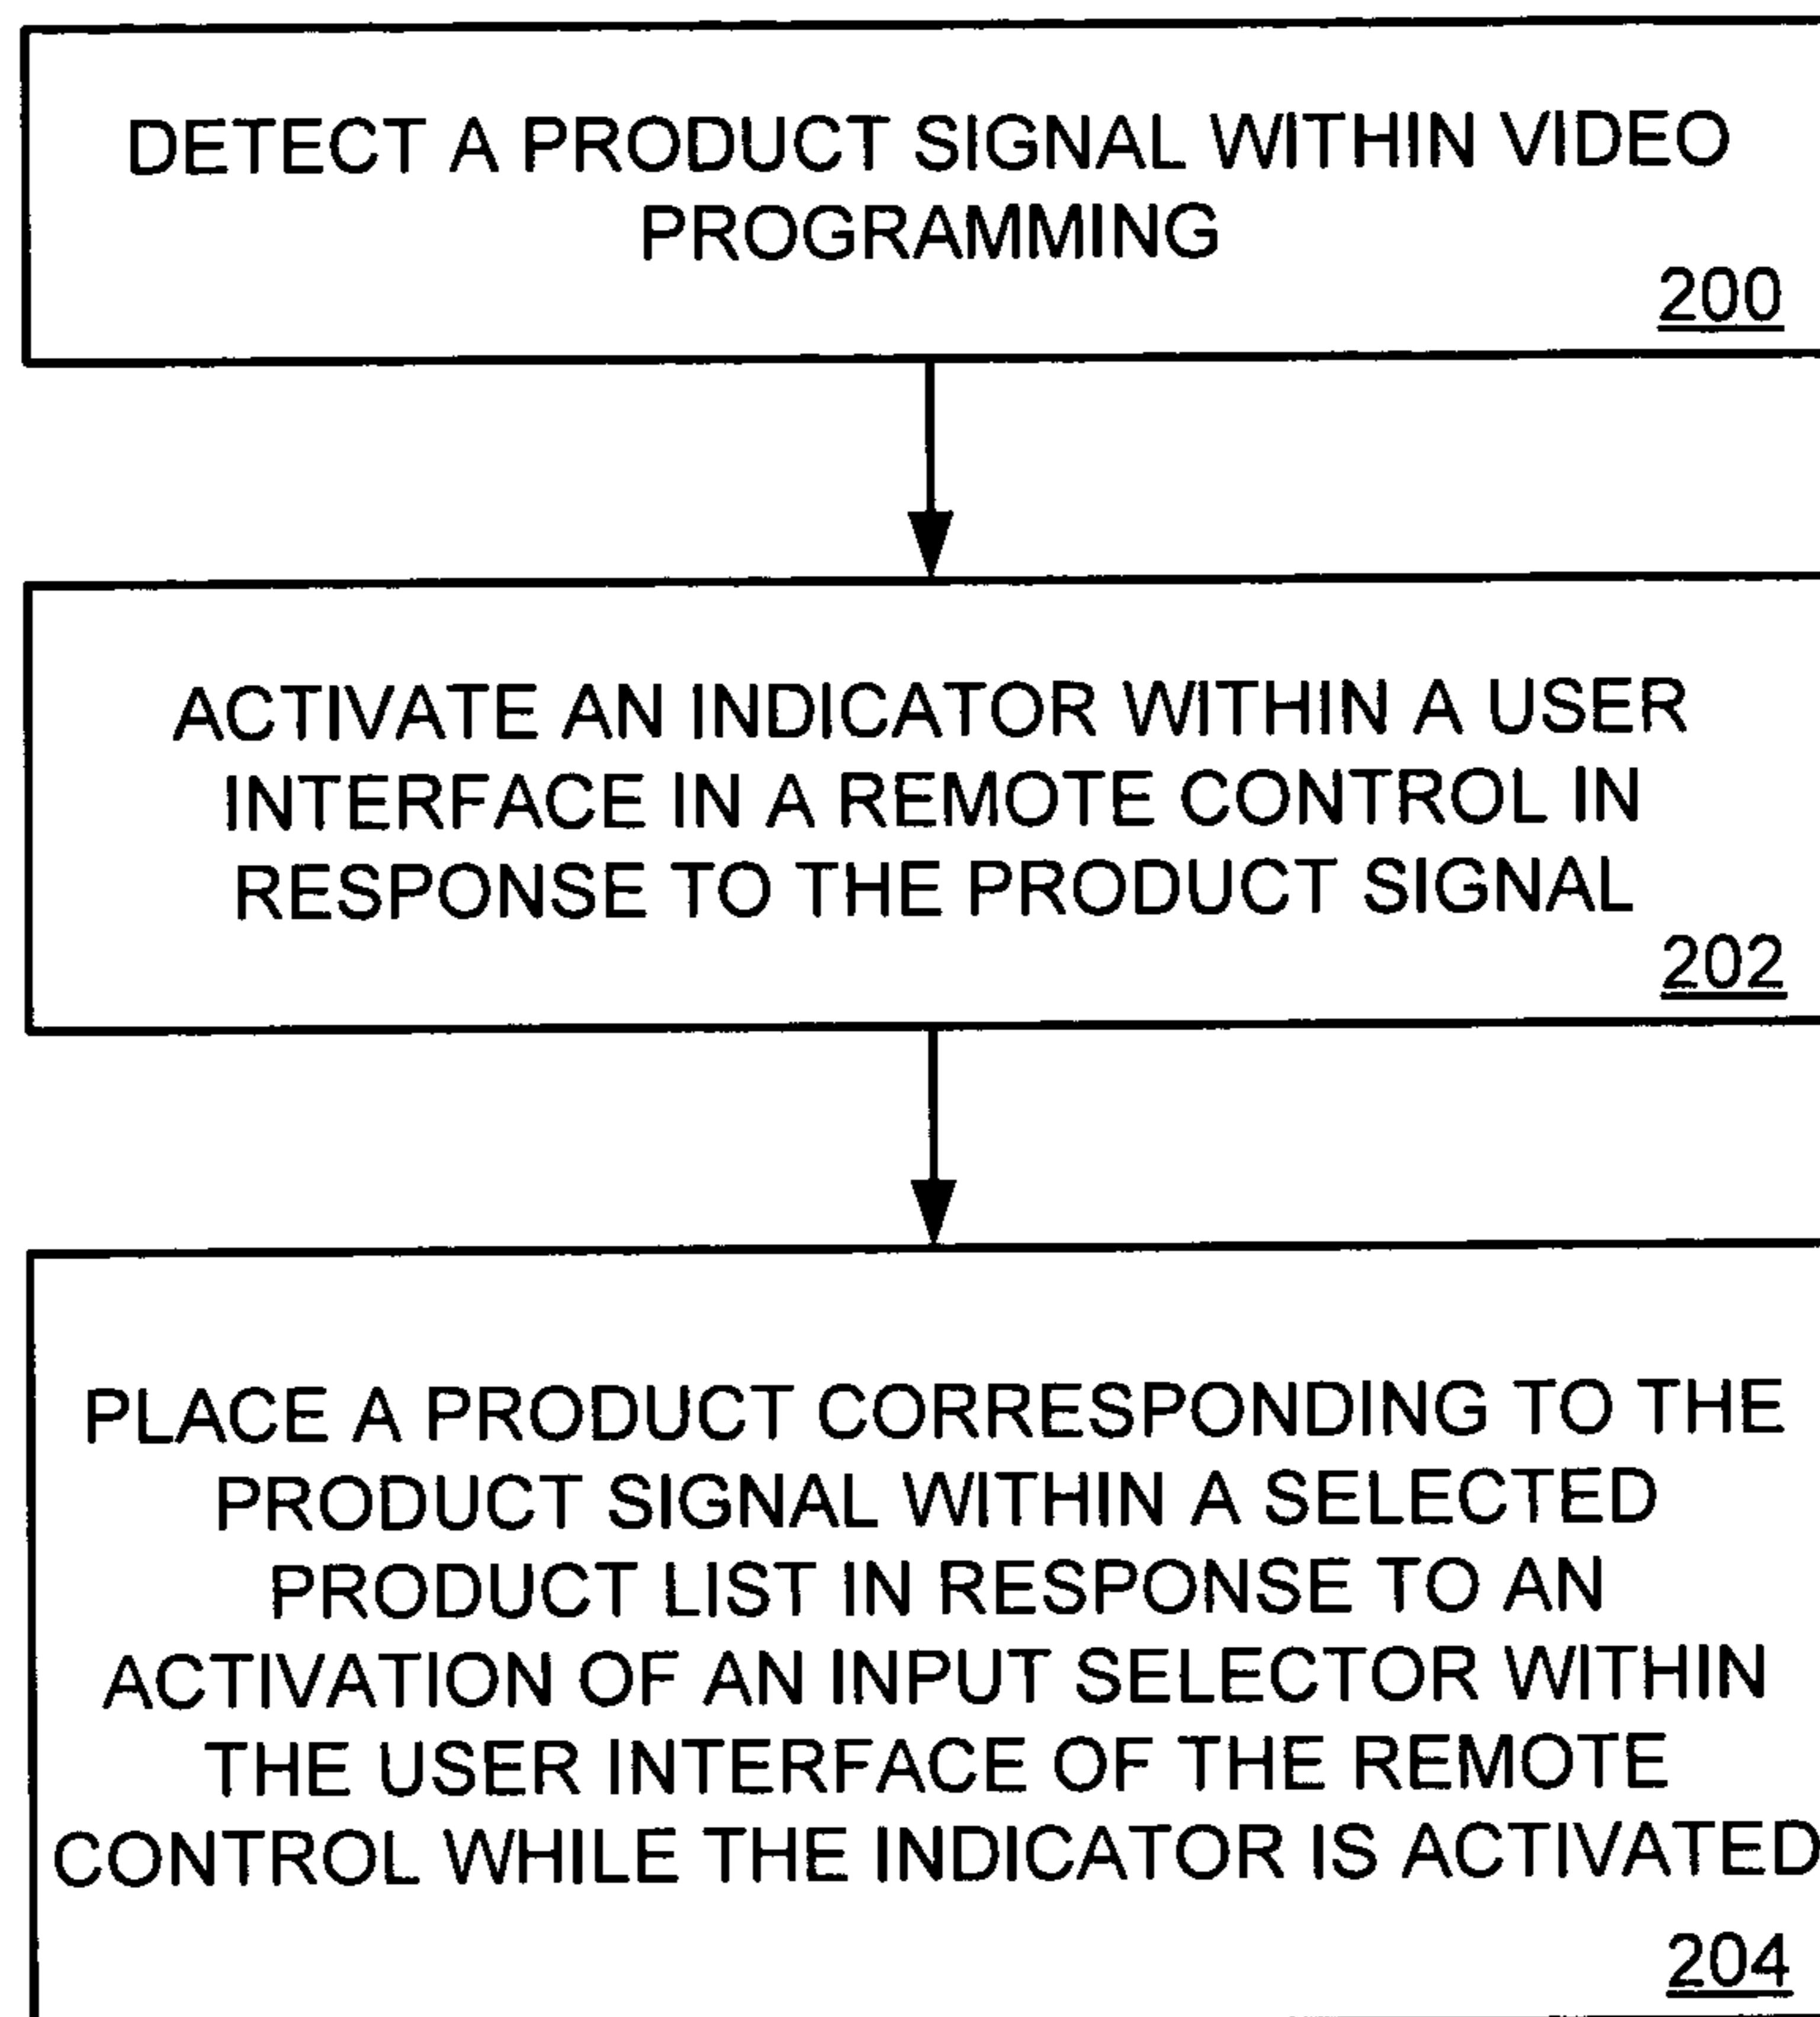 DETECT A PRODUCT SIGNAL WITHIN VIDEO
PROGRAMMING
200
ACTIVATE AN INDICATOR WITHIN A USER
INTERFACE IN A REMOTE CONTROL IN
RESPONSE TO THE PRODUCT SIGNAL
202
PLACE A PRODUCT CORRESPONDING TO THE
PRODUCT SIGNAL WITHIN A SELECTED
PRODUCT LIST IN RESPONSE TO AN
ACTIVATION OF AN INPUT SELECTOR WITHIN
THE USER INTERFACE OF THE REMOTE
CONTROL WHILE THE INDICATOR IS ACTIVATED
204